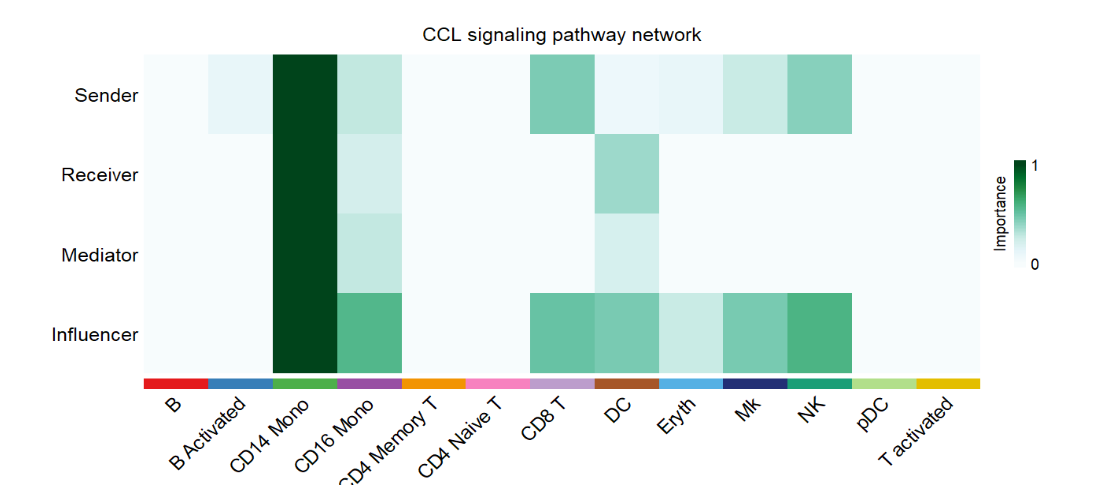 CCL signaling pathway network
Sender
Receiver
Mediator
Influencer
Importance
1
0
B
B Activated
CD14 Mono
CD16 Mono
CD4 Memory T
CD4 Naive T
CD8 T
DC
Eryth
Mk
NK
pDC
T activated